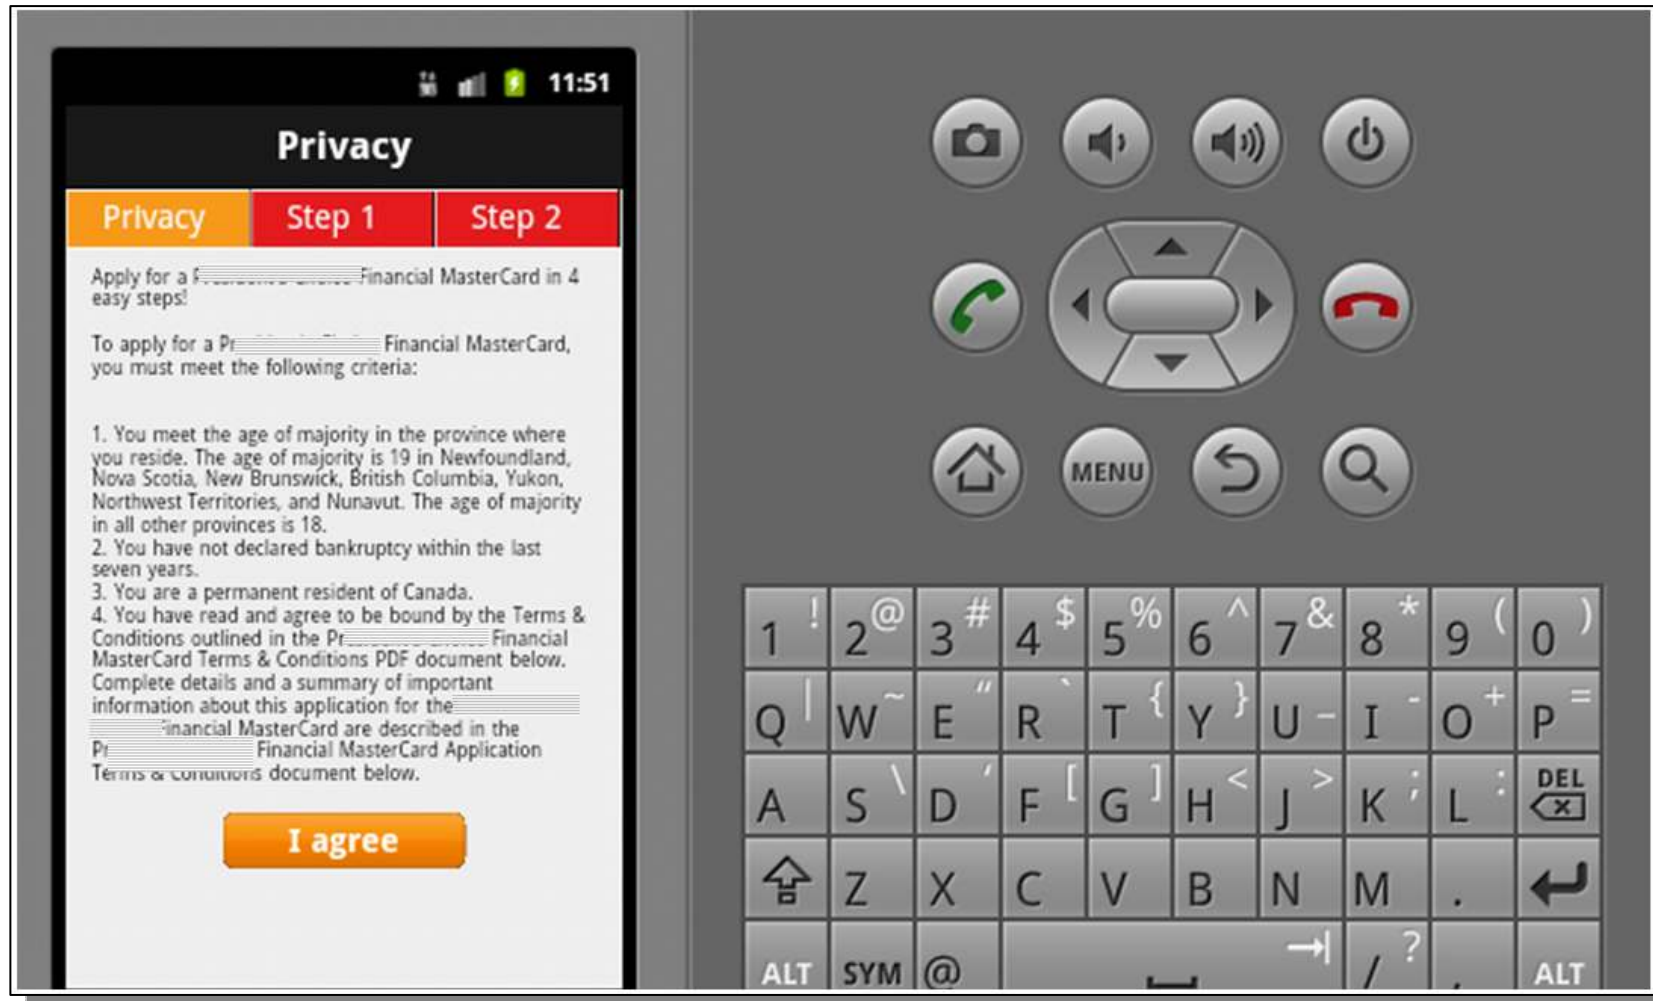 11:51
Privacy
Privacy Step 1 Step 2
Apply for a Financial MasterCard in 4
easy steps!
To apply for a Financial MasterCard,
you must meet the following criteria:
1. You meet the age of majority in the province where
you reside. The age of majority is 19 in Newfoundland,
Nova Scotia, New Brunswick, British Columbia, Yukon,
Northwest Territories, and Nunavut. The age of majority
in all other provinces is 18.
2. You have not declared bankruptcy within the last
seven years.
3. You are a permanent resident of Canada.
4. You have read and agree to be bound by the Terms &
Conditions outlined in the Financial
MasterCard Terms & Conditions PDF document below.
Complete details and a summary of important
information about this application for the
Financial MasterCard are described in the
Financial MasterCard Application
Terms & Conditions document below.
I agree
MENU
1 ! 2 @ 3 # 4 $ 5 % 6 ^ 7 & 8 * 9 ( 0 )
Q | W ~ E " R ` T { Y } U _ I - O + P =
A S \ D ' F [ G ] H < J > K ; L : DEL
Z X C V B N M .
ALT SYM @ / ? , ALT